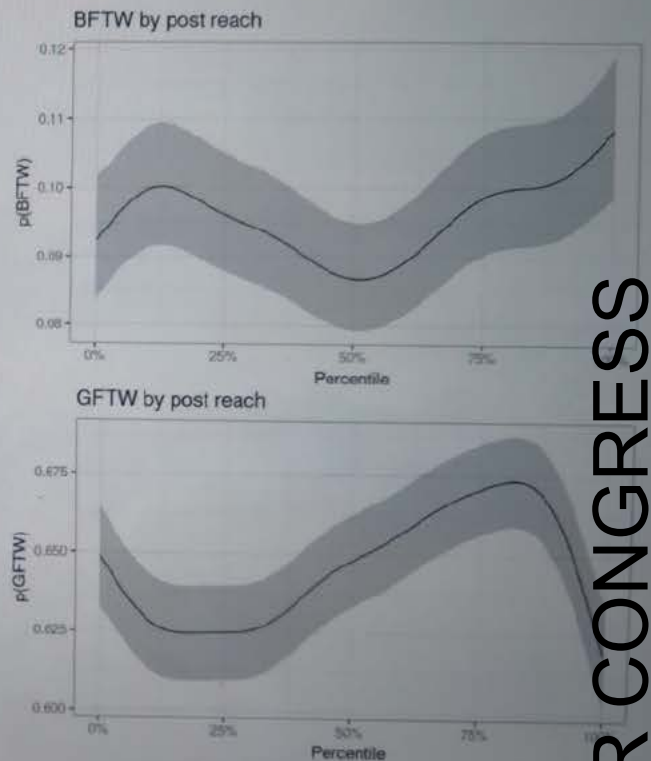 BFTW by post reach
0.12
0.11
0.10
0.09
0.08
p(BFTW)
0% 25% 50% 75%
Percentile
GFTW by post reach
0.675
0.650
0.625
0.600
p(GFTW)
0% 25% 50% 75% 100%
Percentile
R CONGRESS